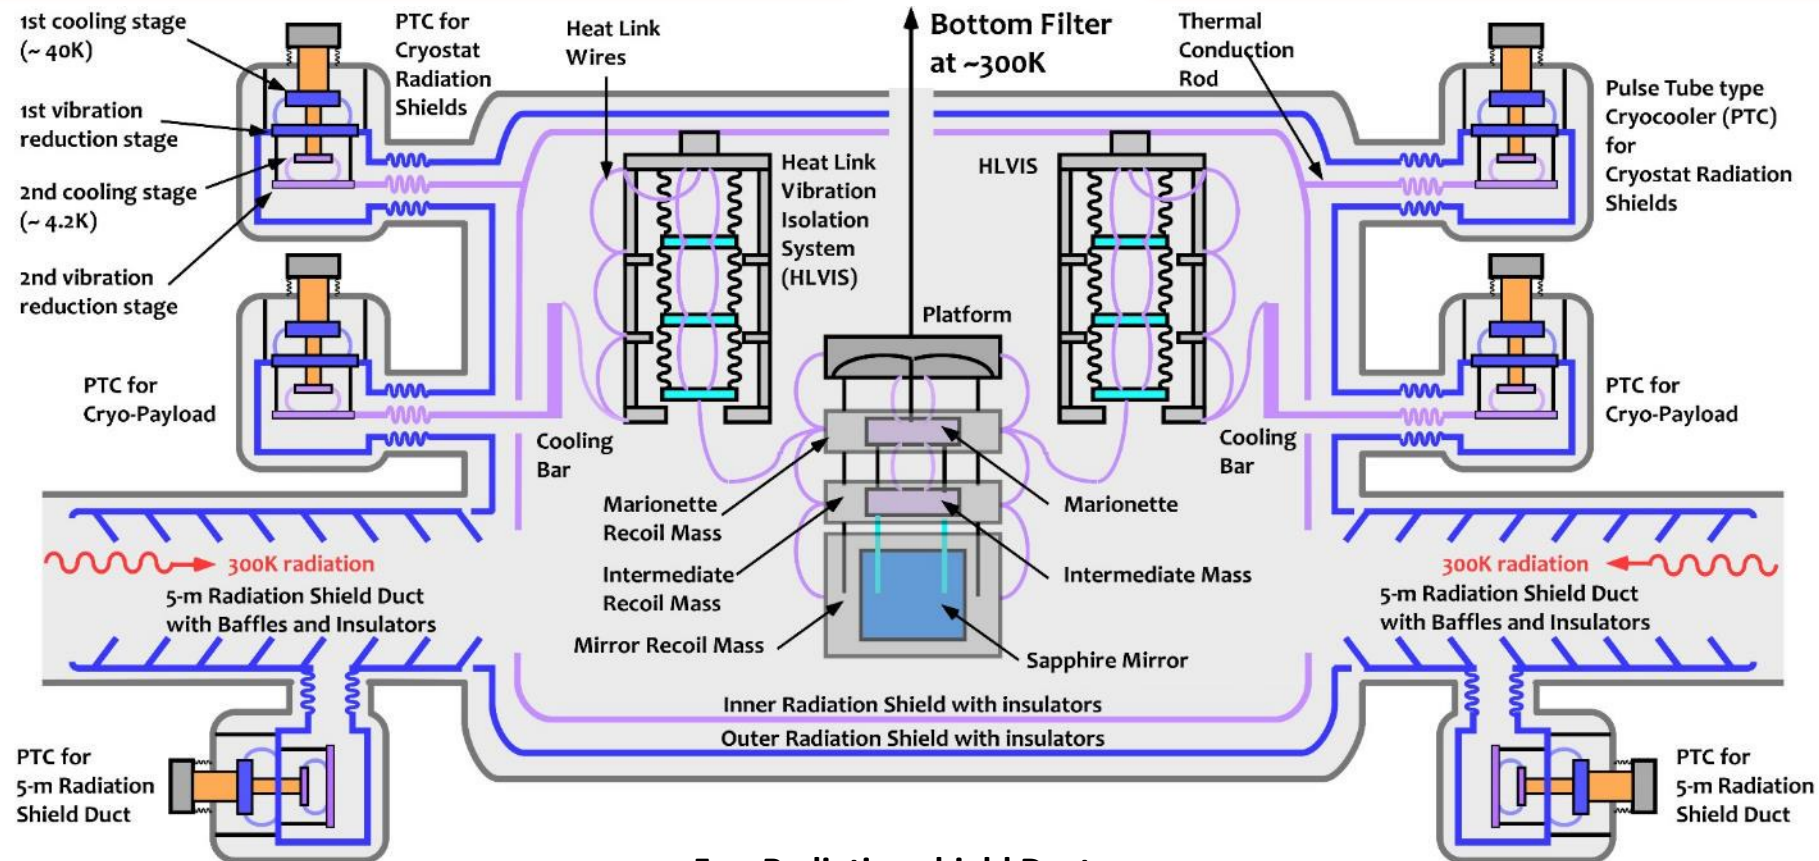 1st cooling stage
(~ 40K)
1st vibration
reduction stage
2nd cooling stage
(~ 4.2K)
2nd vibration
reduction stage
PTC for
Cryostat
Radiation
Shields
Heat Link
Wires
Bottom Filter
at ~300K
Thermal
Conduction
Rod
Pulse Tube type
Cryocooler (PTC)
for
Cryostat Radiation
Shields
Heat Link
Vibration
Isolation
System
(HLVIS)
HLVIS
Platform
PTC for
Cryo-Payload
Cooling
Bar
Cooling
Bar
PTC for
Cryo-Payload
Marionette
Recoil Mass
Marionette
Intermediate
Recoil Mass
Intermediate Mass
Mirror Recoil Mass
Sapphire Mirror
300K radiation
5-m Radiation Shield Duct
with Baffles and Insulators
300K radiation
5-m Radiation Shield Duct
with Baffles and Insulators
Inner Radiation Shield with insulators
Outer Radiation Shield with insulators
PTC for
5-m Radiation
Shield Duct
PTC for
5-m Radiation
Shield Duct